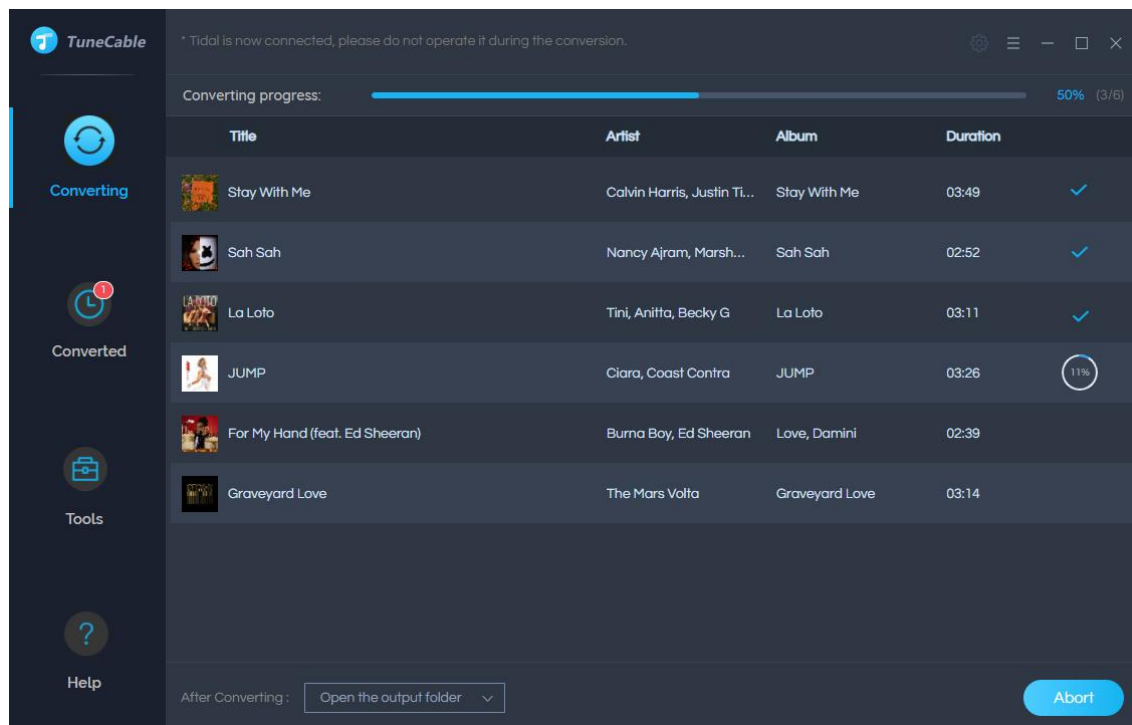 TuneCable
* Tidal is now connected, please do not operate it during the conversion.
Converting progress:
50% (3/6)
Title Artist Album Duration
Stay With Me Calvin Harris, Justin Ti... Stay With Me 03:49
Sah Sah Nancy Ajram, Marsh... Sah Sah 02:52
LA LOTO
La Loto Tini, Anitta, Becky G La Loto 03:11
JUMP Ciara, Coast Contra JUMP 03:26
11%
For My Hand (feat. Ed Sheeran) Burna Boy, Ed Sheeran Love, Damini 02:39
Graveyard Love The Mars Volta Graveyard Love 03:14
Converting
1
Converted
Tools
?
Help
After Converting :
Open the output folder
Abort